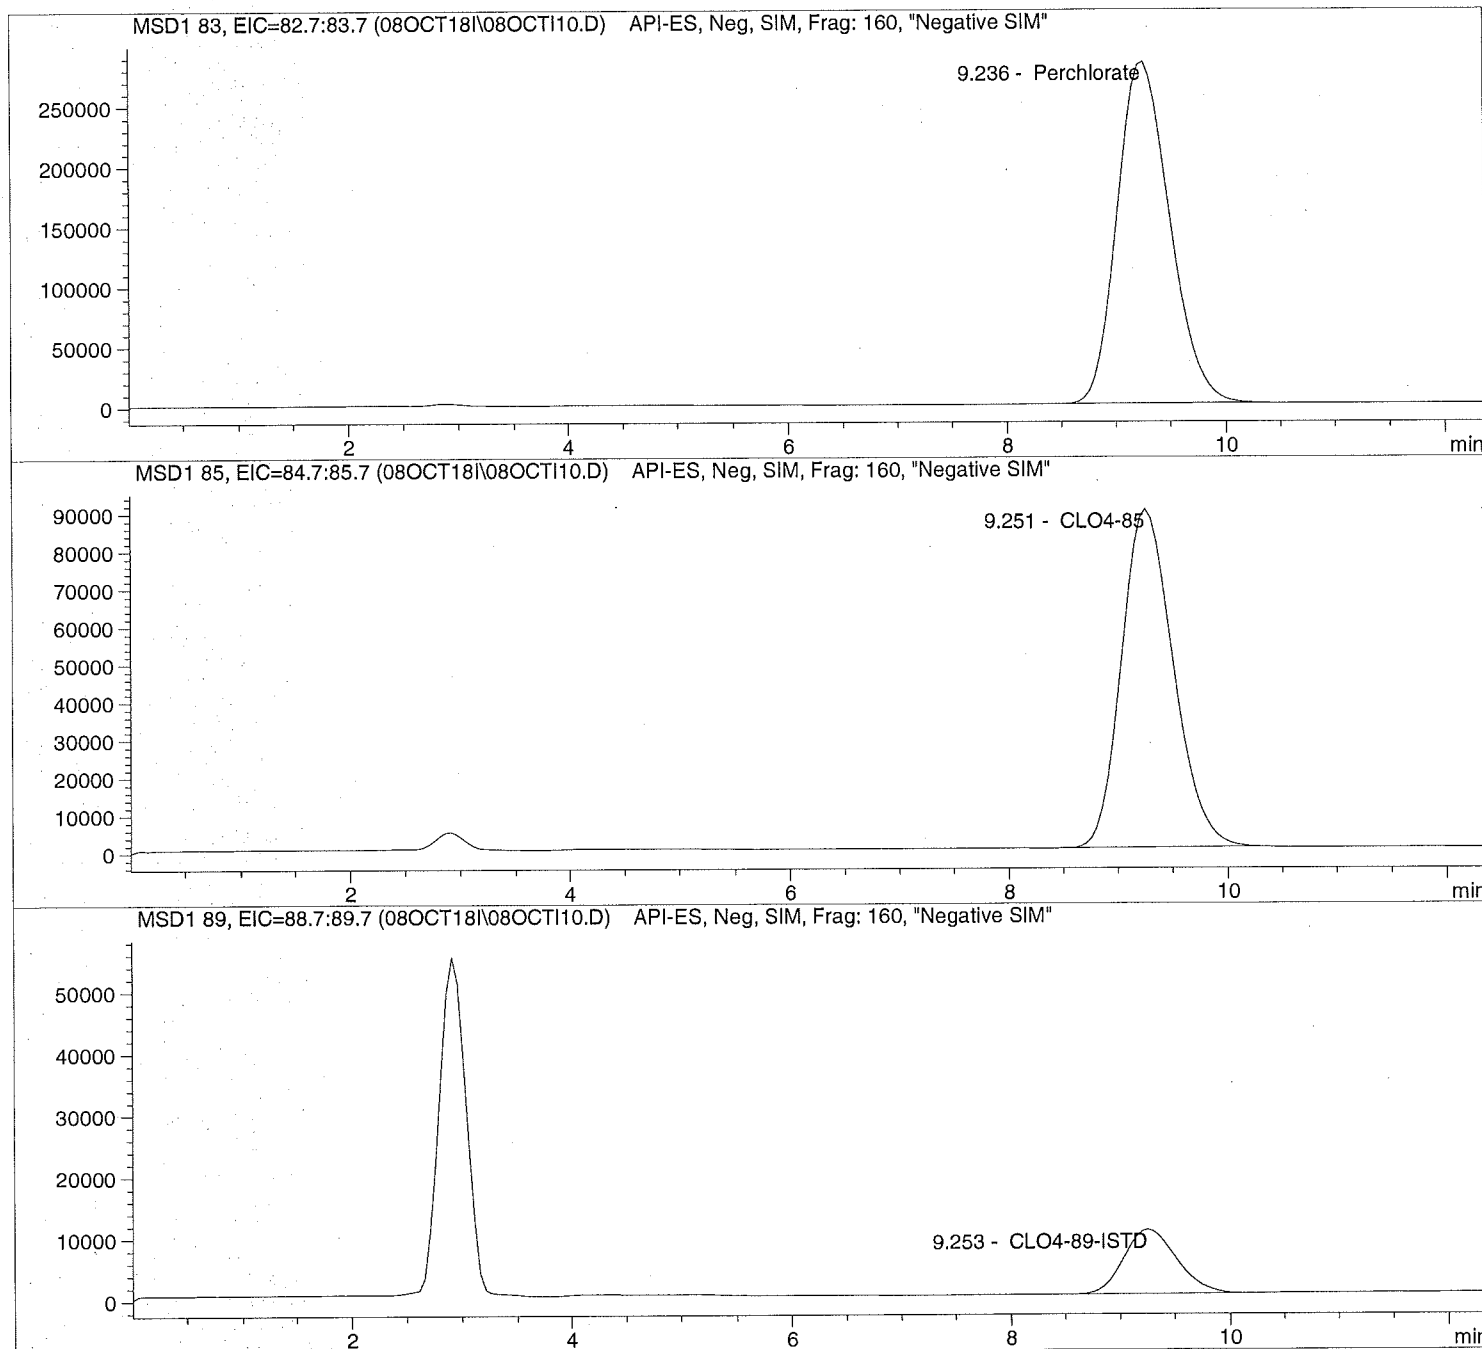 MSD1 83, EIC=82.7:83.7 (08OCT18I\08OCTI10.D) API-ES, Neg, SIM, Frag: 160, "Negative SIM"
9.236 - Perchlorate
250000
200000
150000
100000
50000
0
2 4 6 8 10 min
MSD1 85, EIC=84.7:85.7 (08OCT18I\08OCTI10.D) API-ES, Neg, SIM, Frag: 160, "Negative SIM"
90000
9.251 - CLO4-85
80000
70000
60000
50000
40000
30000
20000
10000
0
2 4 6 8 10 min
MSD1 89, EIC=88.7:89.7 (08OCT18I\08OCTI10.D) API-ES, Neg, SIM, Frag: 160, "Negative SIM"
50000
40000
30000
20000
10000
9.253 - CLO4-89-ISTD
0
2 4 6 8 10 min